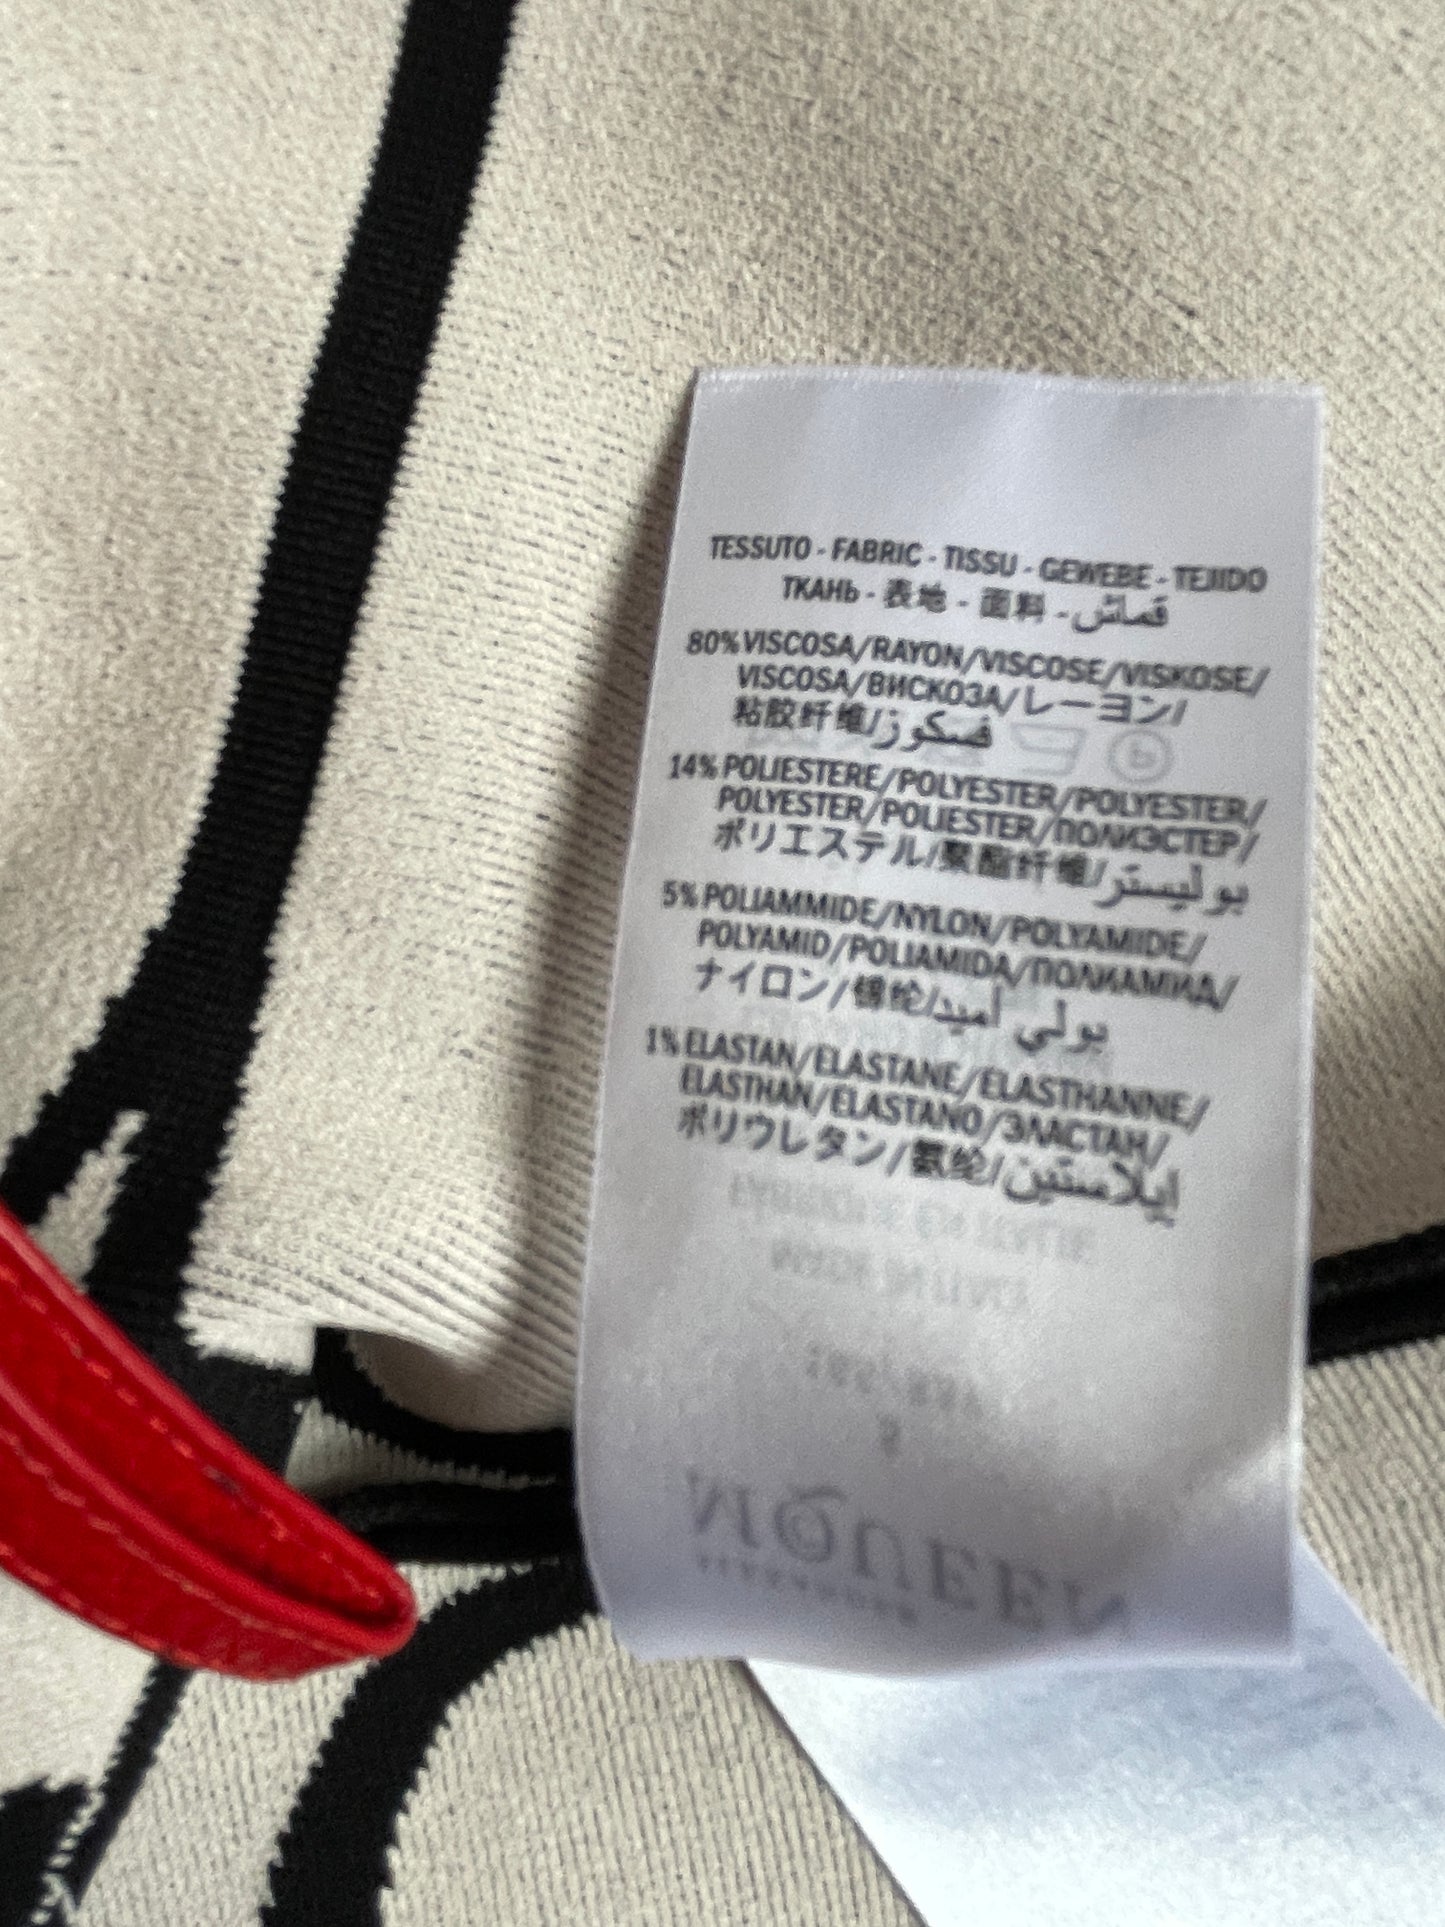 TESSUTO - FABRIC - TISSU - GEWEBE - TEJIDO
ТКАНЬ - 表地 - 面料 - قماش
80% VISCOSA/RAYON/VISCOSE/VISKOSE/
VISCOSA/ВИСКОЗА/レーヨン/
粘胶纤维/فسكوز
14% POLIESTERE/POLYESTER/POLYESTER/
POLYESTER/POLIESTER/ПОЛИЭСТЕР/
ポリエステル/聚酯纤维/بوليستر
5% POLIAMMIDE/NYLON/POLYAMIDE/
POLYAMID/POLIAMIDA/ПОЛИАМИД/
ナイロン/锦纶/بولي أميد
1% ELASTAN/ELASTANE/ELASTHANNE/
ELASTHAN/ELASTANO/ЭЛАСТАН/
ポリウレタン/氨纶/إيلاستين
MQUEEN